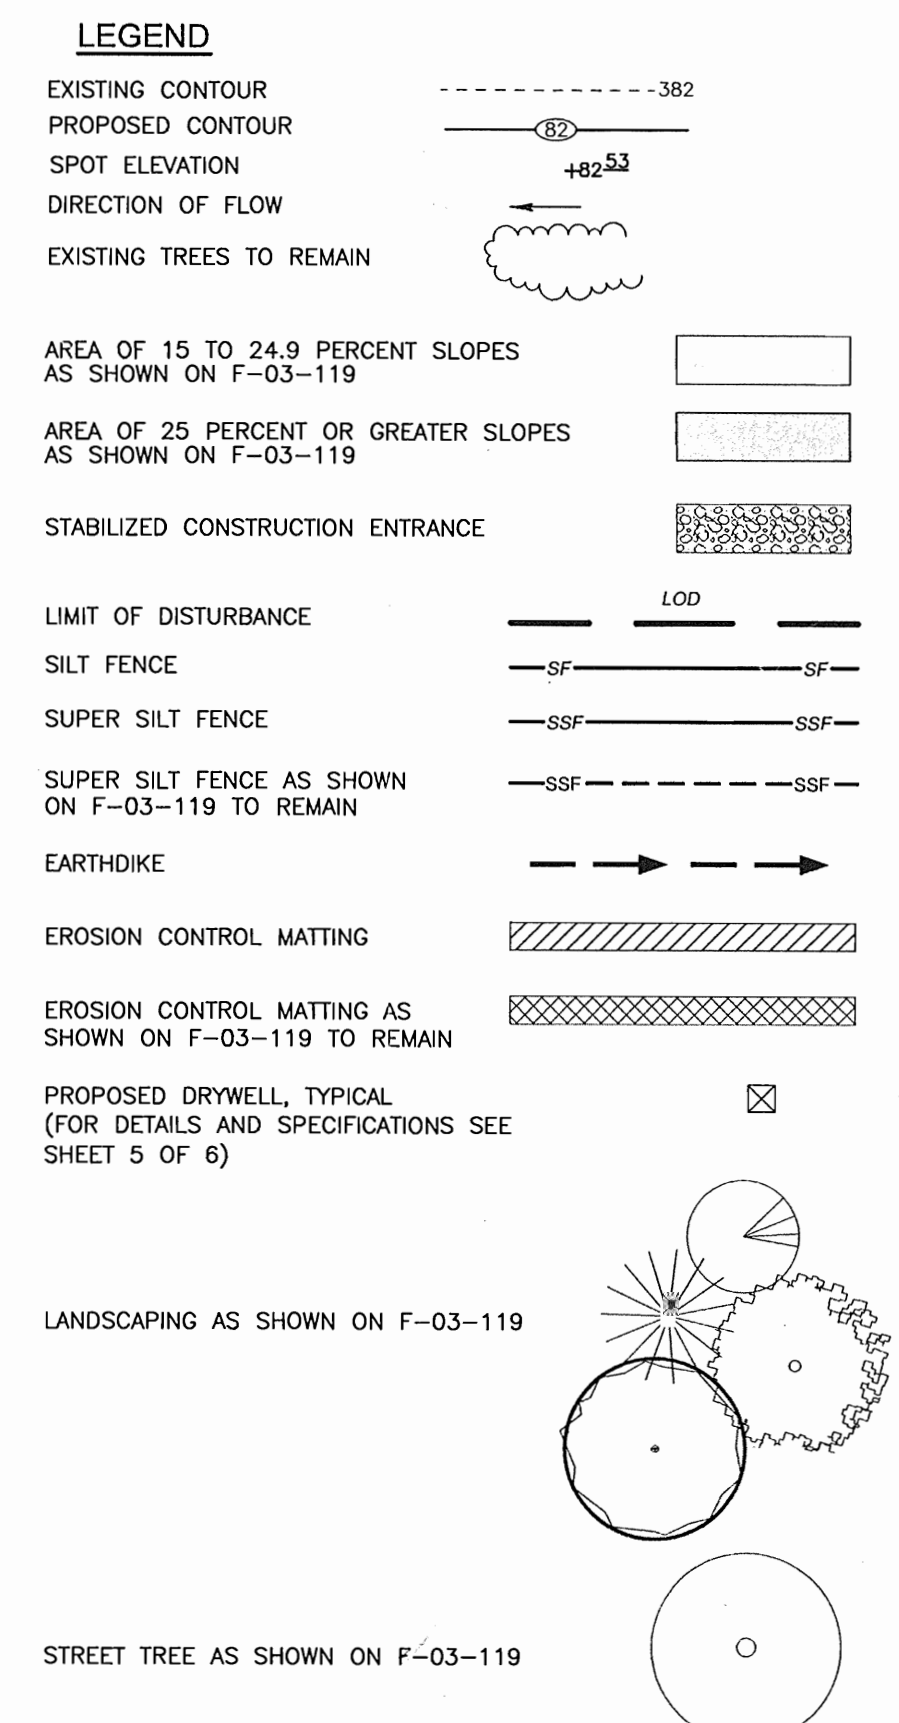 LEGEND
EXISTING CONTOUR 382
PROPOSED CONTOUR 82
SPOT ELEVATION +82 53
DIRECTION OF FLOW
EXISTING TREES TO REMAIN
AREA OF 15 TO 24.9 PERCENT SLOPES
AS SHOWN ON F-03-119
AREA OF 25 PERCENT OR GREATER SLOPES
AS SHOWN ON F-03-119
STABILIZED CONSTRUCTION ENTRANCE
LOD
LIMIT OF DISTURBANCE
SILT FENCE SF SF
SUPER SILT FENCE SSF SSF
SUPER SILT FENCE AS SHOWN SSF SSF
ON F-03-119 TO REMAIN
EARTHDIKE
EROSION CONTROL MATTING
EROSION CONTROL MATTING AS
SHOWN ON F-03-119 TO REMAIN
PROPOSED DRYWELL, TYPICAL
(FOR DETAILS AND SPECIFICATIONS SEE
SHEET 5 OF 6)
LANDSCAPING AS SHOWN ON F-03-119
STREET TREE AS SHOWN ON F-03-119